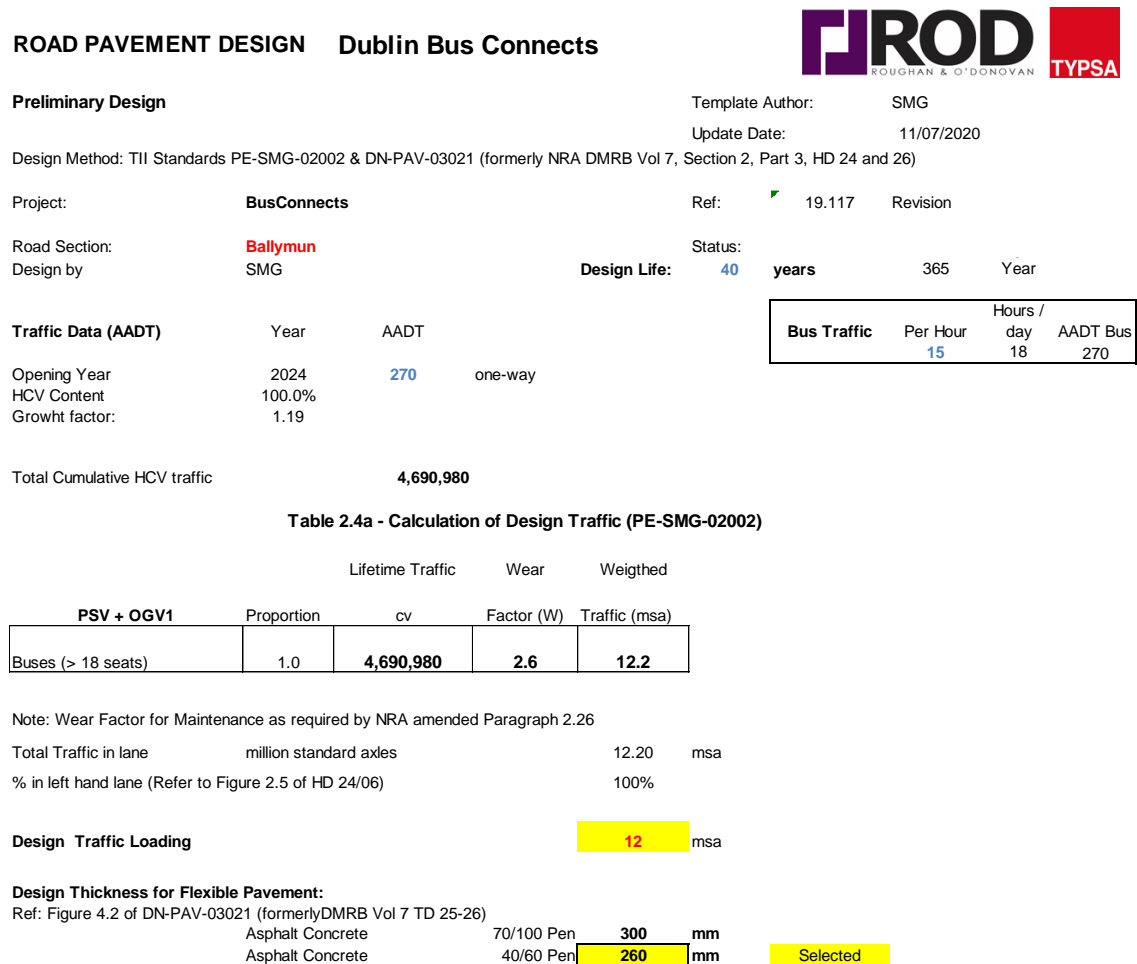 ROAD PAVEMENT DESIGN Dublin Bus Connects
ROD
ROUGHAN & O'DONOVAN
TYPSA
Preliminary Design Template Author: SMG
Update Date: 11/07/2020
Design Method: TII Standards PE-SMG-02002 & DN-PAV-03021 (formerly NRA DMRB Vol 7, Section 2, Part 3, HD 24 and 26)
Project: BusConnects Ref: 19.117 Revision
Road Section: Ballymun Status:
Design by SMG Design Life: 40 years 365 Year
Hours /
Traffic Data (AADT) Year AADT Bus Traffic Per Hour day AADT Bus
15 18 270
Opening Year 2024 270 one-way
HCV Content 100.0%
Growht factor: 1.19
Total Cumulative HCV traffic 4,690,980
Table 2.4a - Calculation of Design Traffic (PE-SMG-02002)
Lifetime Traffic Wear Weigthed
PSV + OGV1 Proportion cv Factor (W) Traffic (msa)
Buses (> 18 seats) 1.0 4,690,980 2.6 12.2
Note: Wear Factor for Maintenance as required by NRA amended Paragraph 2.26
Total Traffic in lane million standard axles 12.20 msa
% in left hand lane (Refer to Figure 2.5 of HD 24/06) 100%
Design Traffic Loading 12 msa
Design Thickness for Flexible Pavement:
Ref: Figure 4.2 of DN-PAV-03021 (formerlyDMRB Vol 7 TD 25-26)
Asphalt Concrete 70/100 Pen 300 mm
Asphalt Concrete 40/60 Pen 260 mm Selected